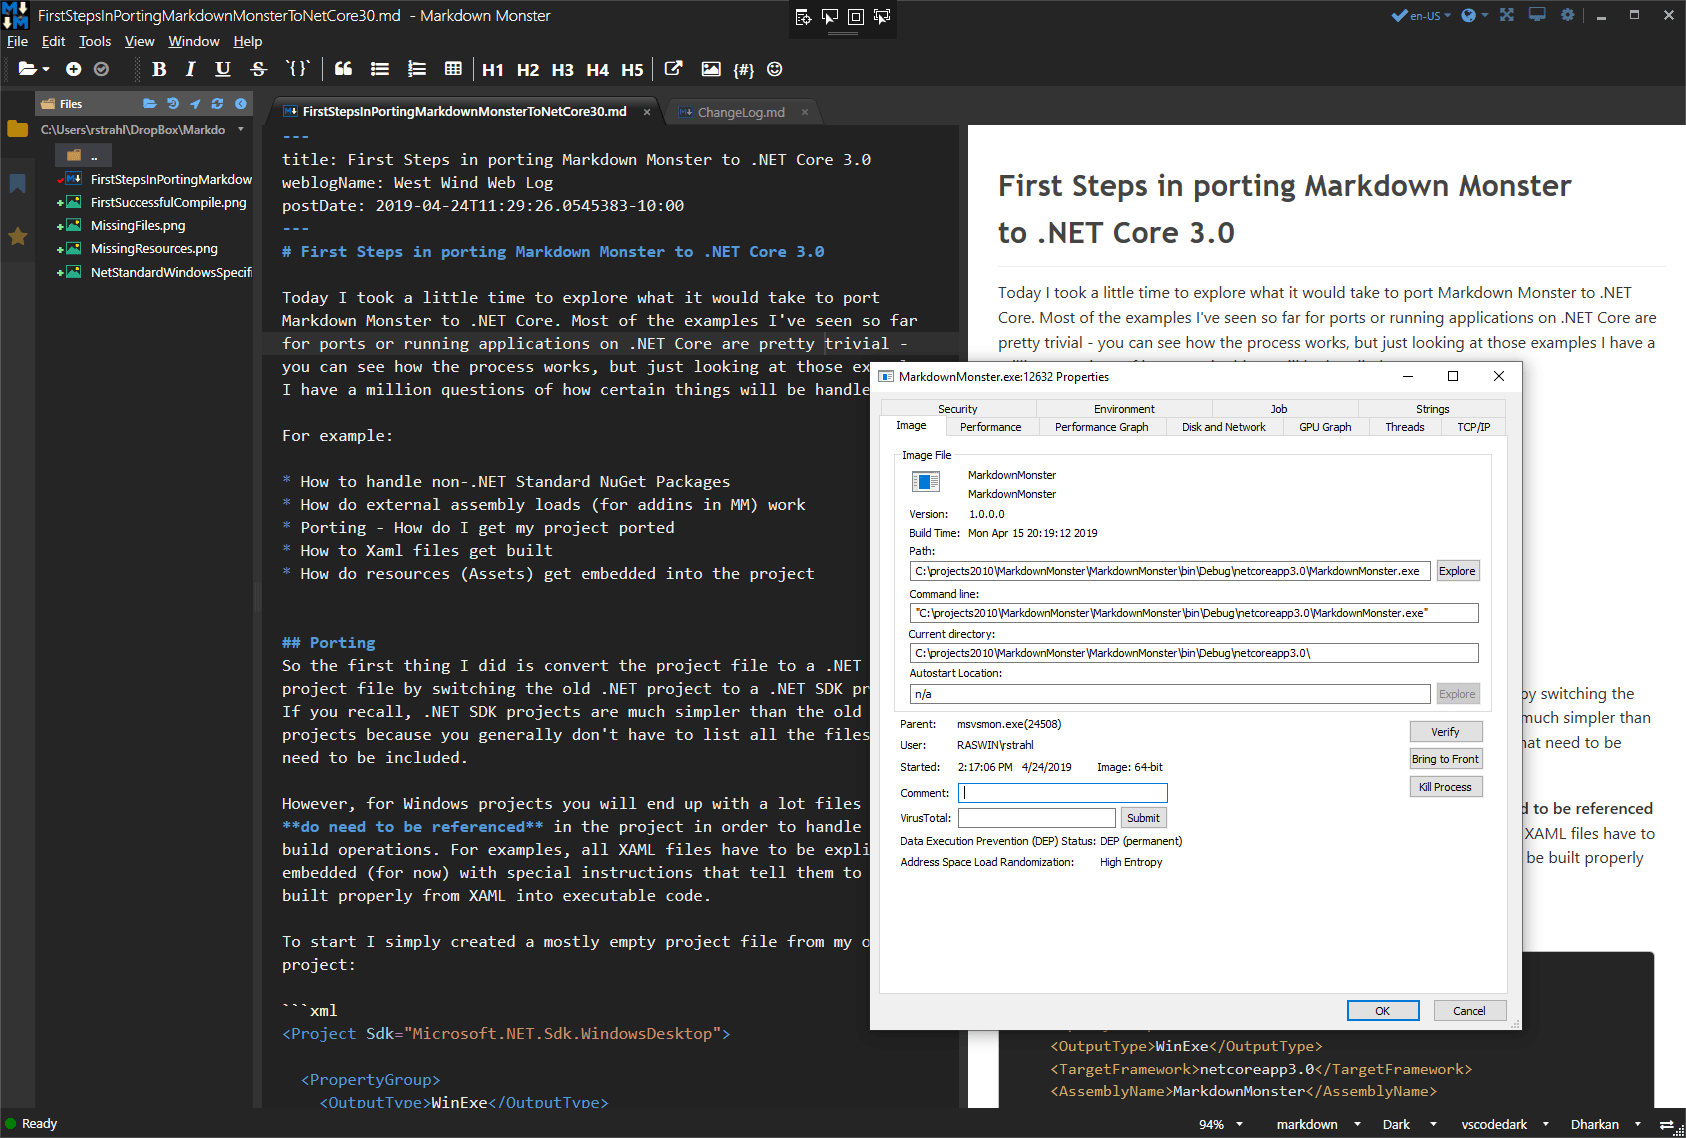 FirstStepsInPortingMarkdownMonsterToNetCore30.md - Markdown Monster
en-US
File Edit Tools View Window Help
B I U S `{}` H1 H2 H3 H4 H5 {#}
Files
C:\Users\rstrahl\DropBox\Markdo
..
FirstStepsInPortingMarkdow
FirstSuccessfulCompile.png
MissingFiles.png
MissingResources.png
NetStandardWindowsSpecif
FirstStepsInPortingMarkdownMonsterToNetCore30.md ×
ChangeLog.md ×
---
title: First Steps in porting Markdown Monster to .NET Core 3.0
weblogName: West Wind Web Log
postDate: 2019-04-24T11:29:26.0545383-10:00
---
# First Steps in porting Markdown Monster to .NET Core 3.0
Today I took a little time to explore what it would take to port
Markdown Monster to .NET Core. Most of the examples I've seen so far
for ports or running applications on .NET Core are pretty trivial -
you can see how the process works, but just looking at those ex
I have a million questions of how certain things will be handle
For example:
* How to handle non-.NET Standard NuGet Packages
* How do external assembly loads (for addins in MM) work
* Porting - How do I get my project ported
* How to Xaml files get built
* How do resources (Assets) get embedded into the project
## Porting
So the first thing I did is convert the project file to a .NET
project file by switching the old .NET project to a .NET SDK pr
If you recall, .NET SDK projects are much simpler than the old
projects because you generally don't have to list all the files
need to be included.
However, for Windows projects you will end up with a lot files
**do need to be referenced** in the project in order to handle
build operations. For examples, all XAML files have to be expli
embedded (for now) with special instructions that tell them to
built properly from XAML into executable code.
To start I simply created a mostly empty project file from my o
project:
```xml
<Project Sdk="Microsoft.NET.Sdk.WindowsDesktop">
<PropertyGroup>
<OutputType>WinExe</OutputType>
First Steps in porting Markdown Monster
to .NET Core 3.0
Today I took a little time to explore what it would take to port Markdown Monster to .NET
Core. Most of the examples I've seen so far for ports or running applications on .NET Core are
pretty trivial - you can see how the process works, but just looking at those examples I have a
MarkdownMonster.exe:12632 Properties
Security Environment Job Strings
Image Performance Performance Graph Disk and Network GPU Graph Threads TCP/IP
Image File
MarkdownMonster
MarkdownMonster
Version: 1.0.0.0
Build Time: Mon Apr 15 20:19:12 2019
Path:
C:\projects2010\MarkdownMonster\MarkdownMonster\bin\Debug\netcoreapp3.0\MarkdownMonster.exe Explore
Command line:
"C:\projects2010\MarkdownMonster\MarkdownMonster\bin\Debug\netcoreapp3.0\MarkdownMonster.exe"
Current directory:
C:\projects2010\MarkdownMonster\MarkdownMonster\bin\Debug\netcoreapp3.0\
Autostart Location:
n/a Explore
Parent: msvsmon.exe(24508)
Verify
User: RASWIN\rstrahl
Bring to Front
Started: 2:17:06 PM 4/24/2019 Image: 64-bit
Kill Process
Comment:
VirusTotal: Submit
Data Execution Prevention (DEP) Status: DEP (permanent)
Address Space Load Randomization: High Entropy
OK Cancel
by switching the
much simpler than
at need to be
d to be referenced
XAML files have to
be built properly
<OutputType>WinExe</OutputType>
<TargetFramework>netcoreapp3.0</TargetFramework>
<AssemblyName>MarkdownMonster</AssemblyName>
Ready 94% markdown Dark vscodedark Dharkan